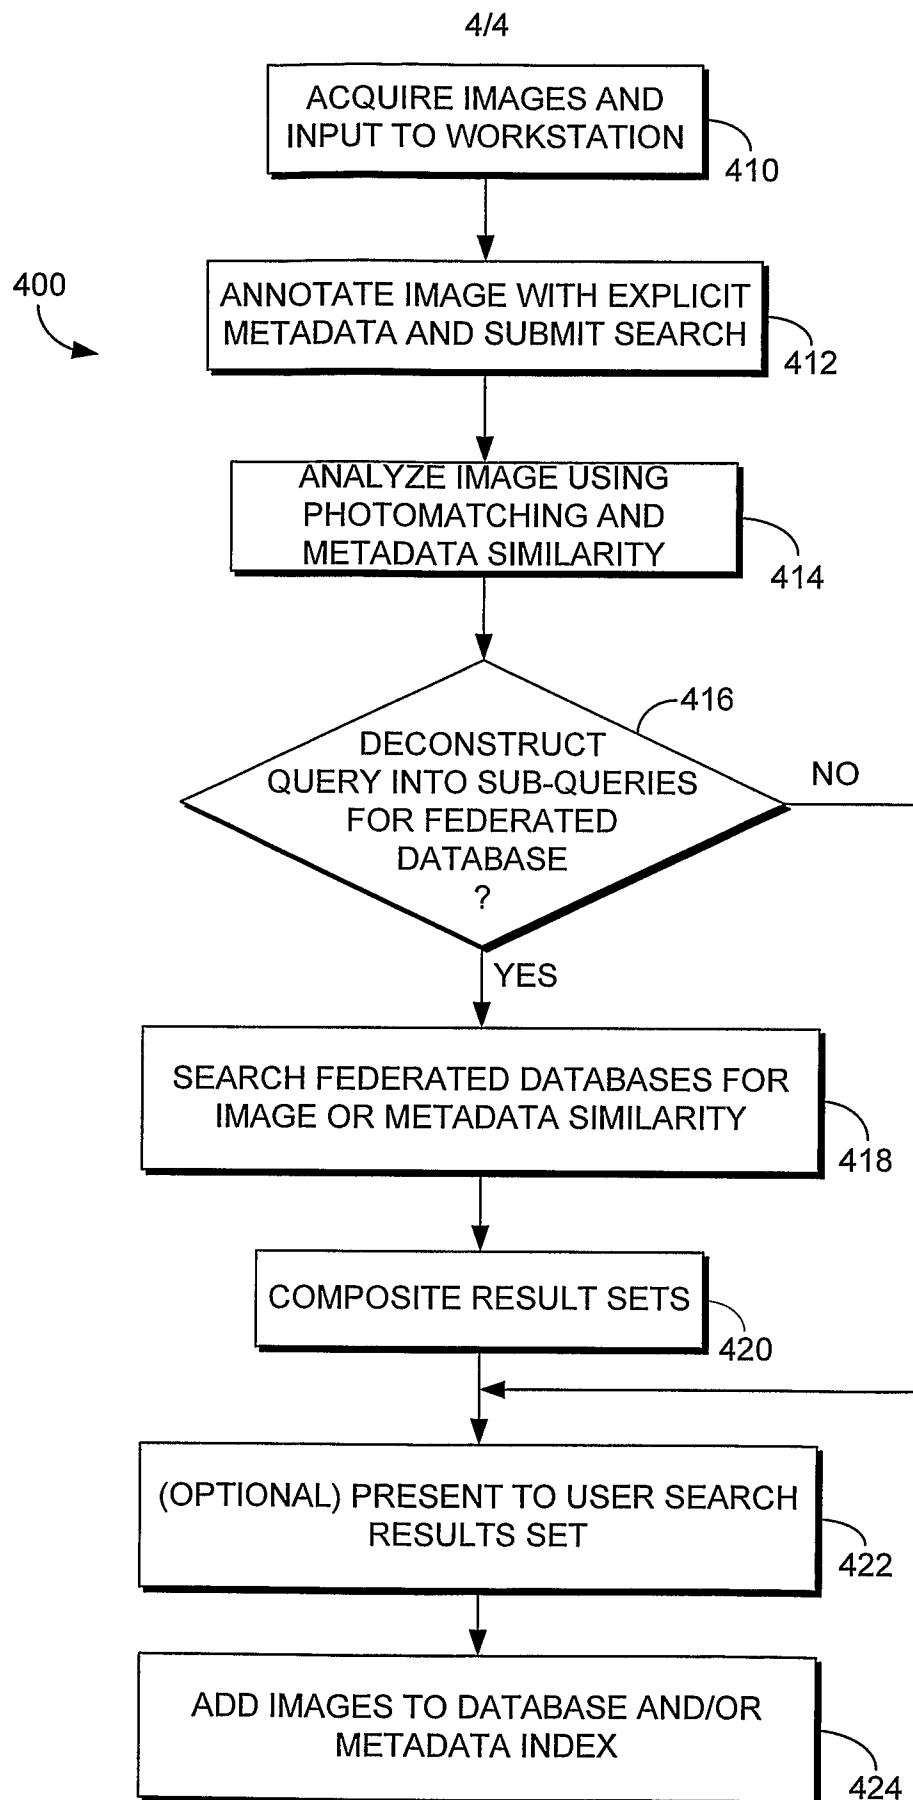 4/4
ACQUIRE IMAGES AND
INPUT TO WORKSTATION
410
400
ANNOTATE IMAGE WITH EXPLICIT
METADATA AND SUBMIT SEARCH
412
ANALYZE IMAGE USING
PHOTOMATCHING AND
METADATA SIMILARITY
414
416
DECONSTRUCT
QUERY INTO SUB-QUERIES
FOR FEDERATED
DATABASE
?
NO
YES
SEARCH FEDERATED DATABASES FOR
IMAGE OR METADATA SIMILARITY
418
COMPOSITE RESULT SETS
420
(OPTIONAL) PRESENT TO USER SEARCH
RESULTS SET
422
ADD IMAGES TO DATABASE AND/OR
METADATA INDEX
424